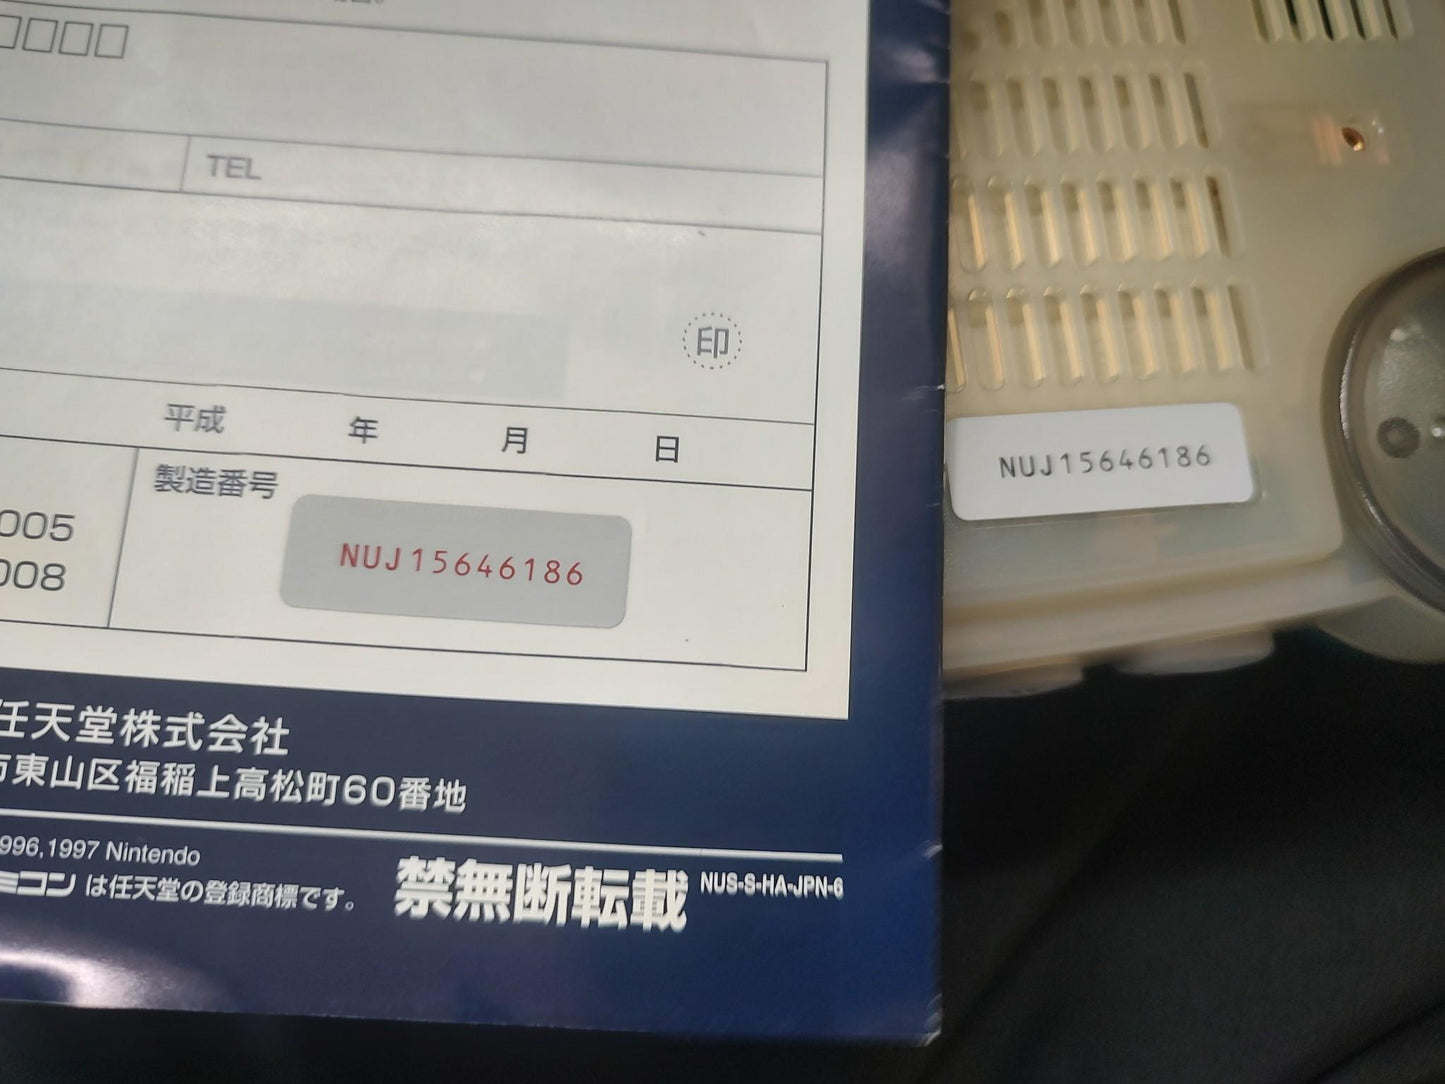 TEL
印
平成 年 月 日
製造番号
005
008
NUJ15646186
NUJ15646186
任天堂株式会社
市東山区福稲上高松町60番地
1996,1997 Nintendo
ミコン は任天堂の登録商標です。
禁無断転載 NUS-S-HA-JPN-6